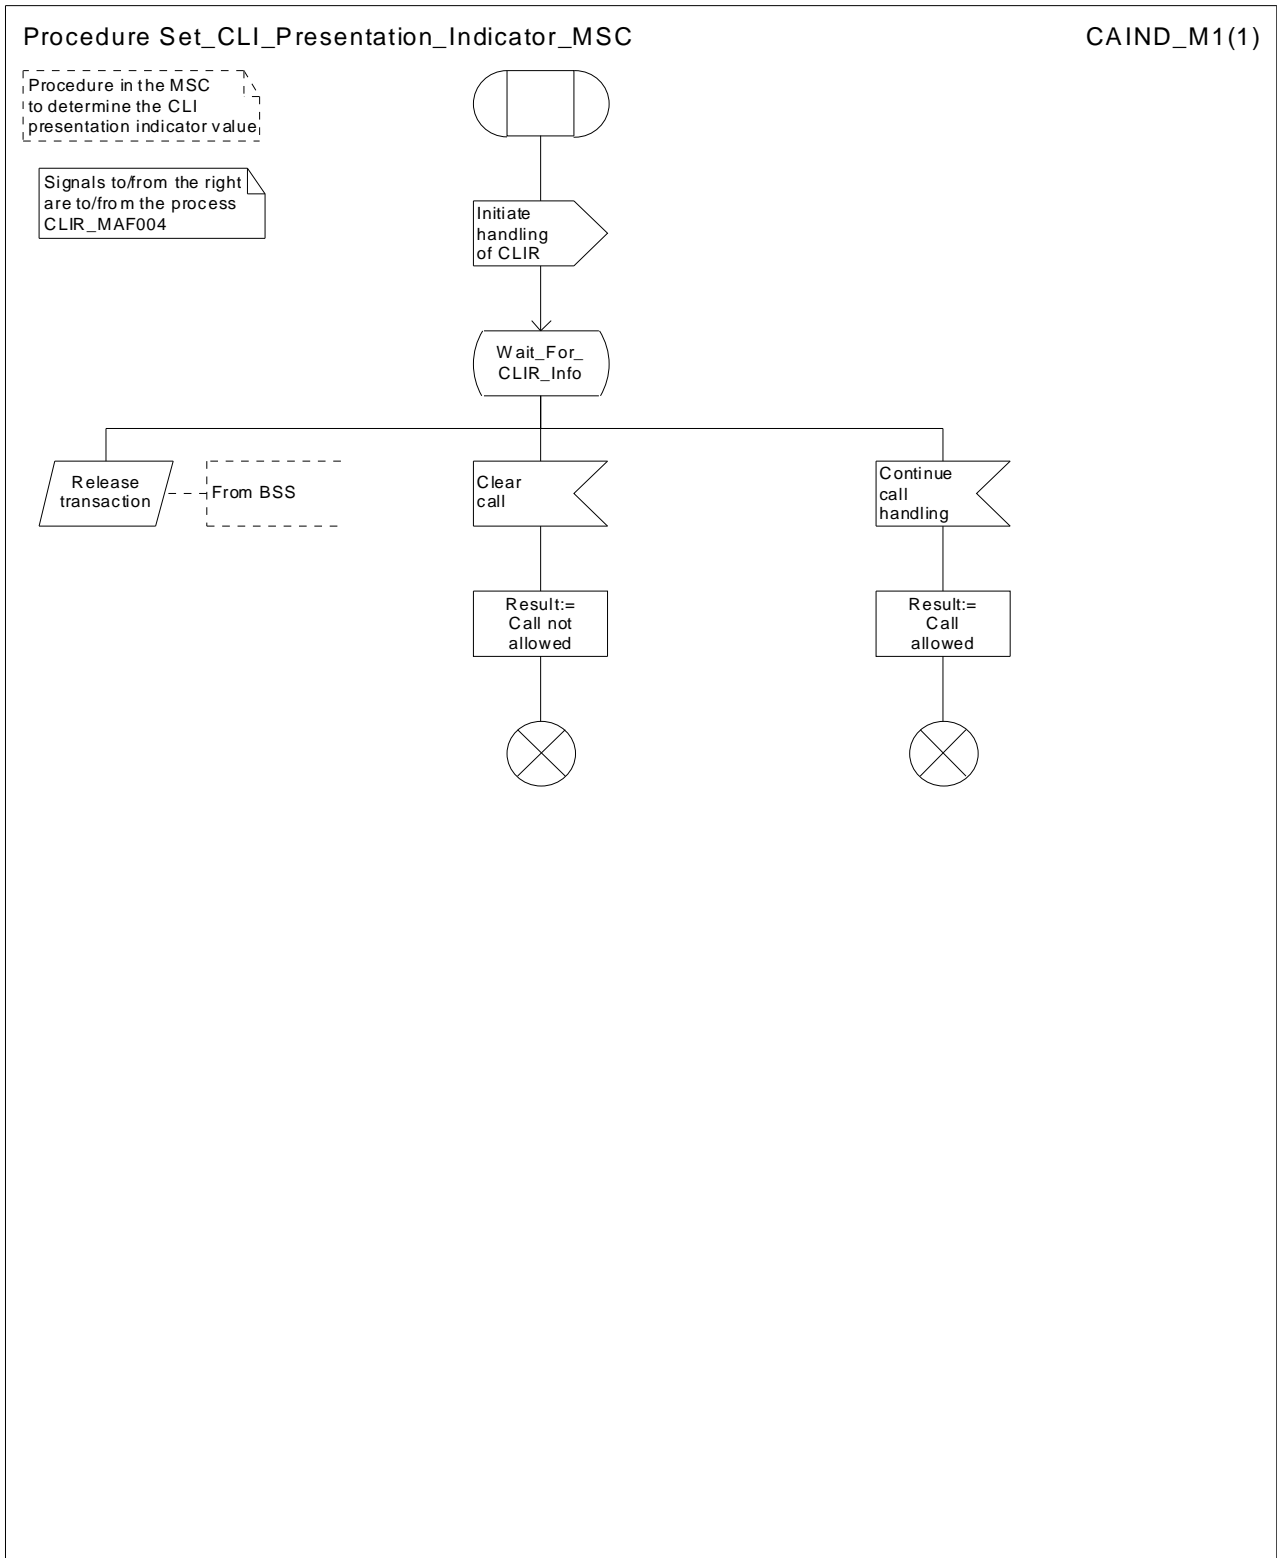 Procedure Set_CLI_Presentation_Indicator_MSC
CAIND_M1(1)
Procedure in the MSC
to determine the CLI
presentation indicator value
Signals to/from the right
are to/from the process
CLIR_MAF004
Initiate
handling
of CLIR
Wait_For_
CLIR_Info
Release
transaction
From BSS
Clear
call
Continue
call
handling
Result:=
Call not
allowed
Result:=
Call
allowed